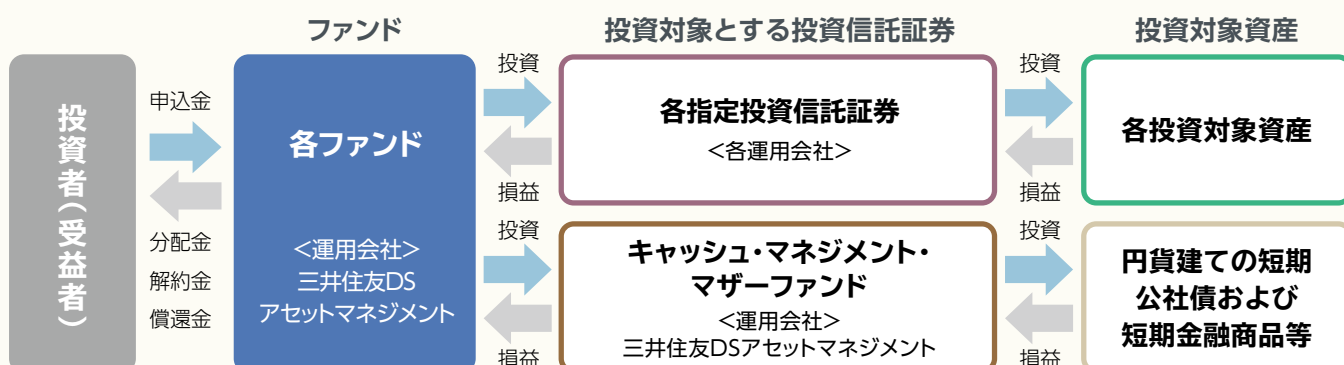 ファンド
投資対象とする投資信託証券
投資対象資産
投資者(受益者)
申込金
分配金
解約金
償還金
各ファンド
<運用会社>
三井住友DS
アセットマネジメント
投資
損益
各指定投資信託証券
<各運用会社>
投資
損益
各投資対象資産
投資
損益
キャッシュ・マネジメント・
マザーファンド
<運用会社>
三井住友DSアセットマネジメント
投資
損益
円貨建ての短期
公社債および
短期金融商品等